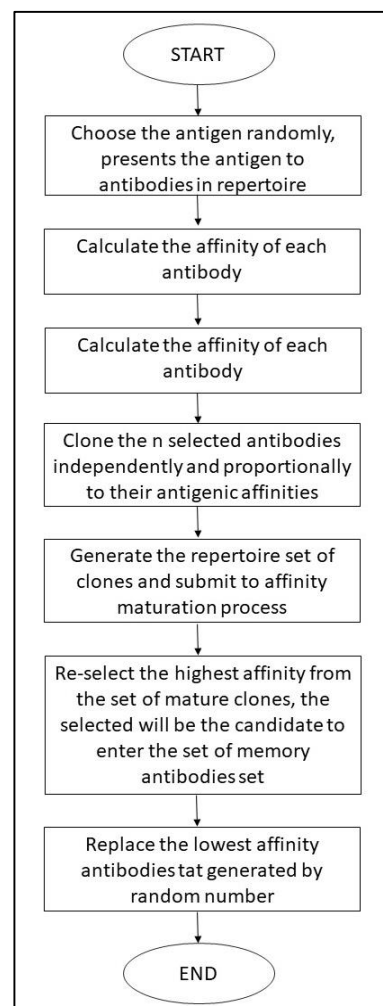 START
Choose the antigen randomly,
presents the antigen to
antibodies in repertoire
Calculate the affinity of each
antibody
Calculate the affinity of each
antibody
Clone the n selected antibodies
independently and proportionally
to their antigenic affinities
Generate the repertoire set of
clones and submit to affinity
maturation process
Re-select the highest affinity from
the set of mature clones, the
selected will be the candidate to
enter the set of memory
antibodies set
Replace the lowest affinity
antibodies tat generated by
random number
END